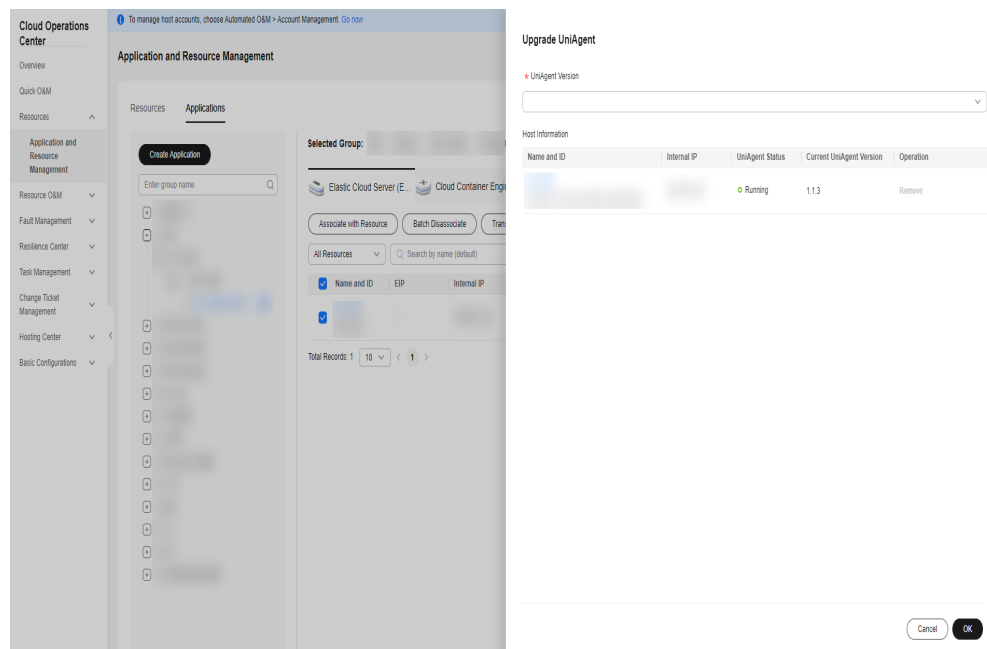 Cloud Operations
Center
Overview
Quick O&M
Resources
Application and
Resource
Management
Resource O&M
Fault Management
Resilience Center
Task Management
Change Ticket
Management
Hosting Center
Basic Configurations
To manage host accounts, choose Automated O&M > Account Management. Go now
Application and Resource Management
Resources Applications
Create Application
Enter group name
Selected Group:
Elastic Cloud Server (E... Cloud Container Engi
Associate with Resource Batch Disassociate Tran
All Resources Search by name (default)
Name and ID EIP Internal IP
Total Records: 1 10 < 1 >
Upgrade UniAgent
* UniAgent Version
Host Information
Name and ID Internal IP UniAgent Status Current UniAgent Version Operation
Running 1.1.3 Remove
Cancel OK